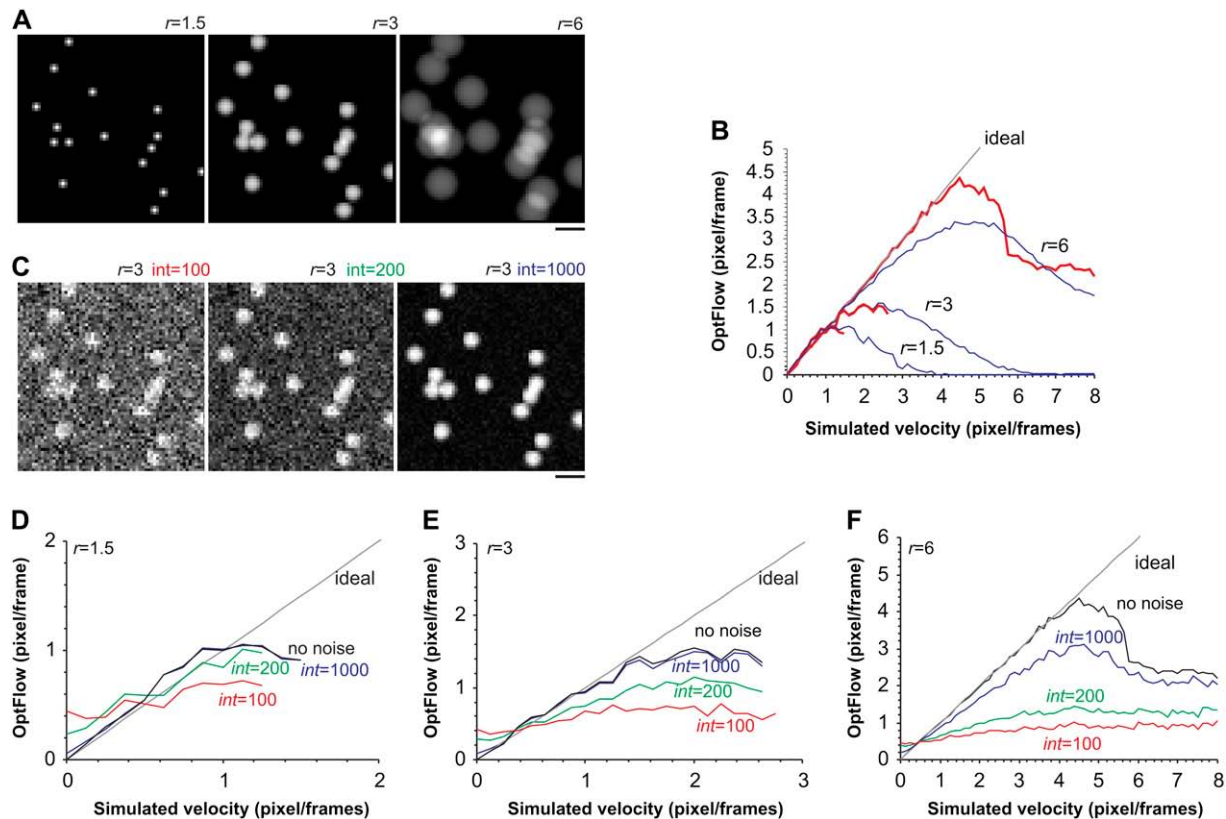 A
r=1.5
r=3
r=6
B
OptFlow (pixel/frame)
5
4.5
4
3.5
3
2.5
2
1.5
1
0.5
0
ideal
r=6
r=3
r=1.5
0 1 2 3 4 5 6 7 8
Simulated velocity (pixel/frames)
C
r=3 int=100
r=3 int=200
r=3 int=1000
D
OptFlow (pixel/frame)
2
1
0
r=1.5
ideal
no noise
int=200
int=1000
int=100
0 1 2
Simulated velocity (pixel/frames)
E
OptFlow (pixel/frame)
3
2
1
0
r=3
ideal
no noise
int=1000
int=200
int=100
0 1 2 3
Simulated velocity (pixel/frames)
F
OptFlow (pixel/frame)
6
5
4
3
2
1
0
r=6
ideal
no noise
int=1000
int=200
int=100
0 1 2 3 4 5 6 7 8
Simulated velocity (pixel/frames)